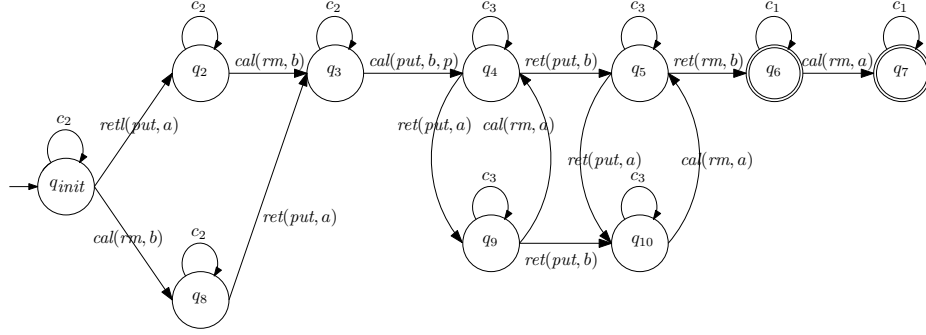 c2 c2 c3 c3 c1 c1
q2 cal(rm, b) q3 cal(put, b, p) q4 ret(put, b) q5 ret(rm, b) q6 cal(rm, a) q7
c2 retl(put, a) ret(put, a) cal(rm, a) ret(put, a) cal(rm, a)
qinit c3 c3
ret(put, a)
cal(rm, b) c2 q9 ret(put, b) q10
q8